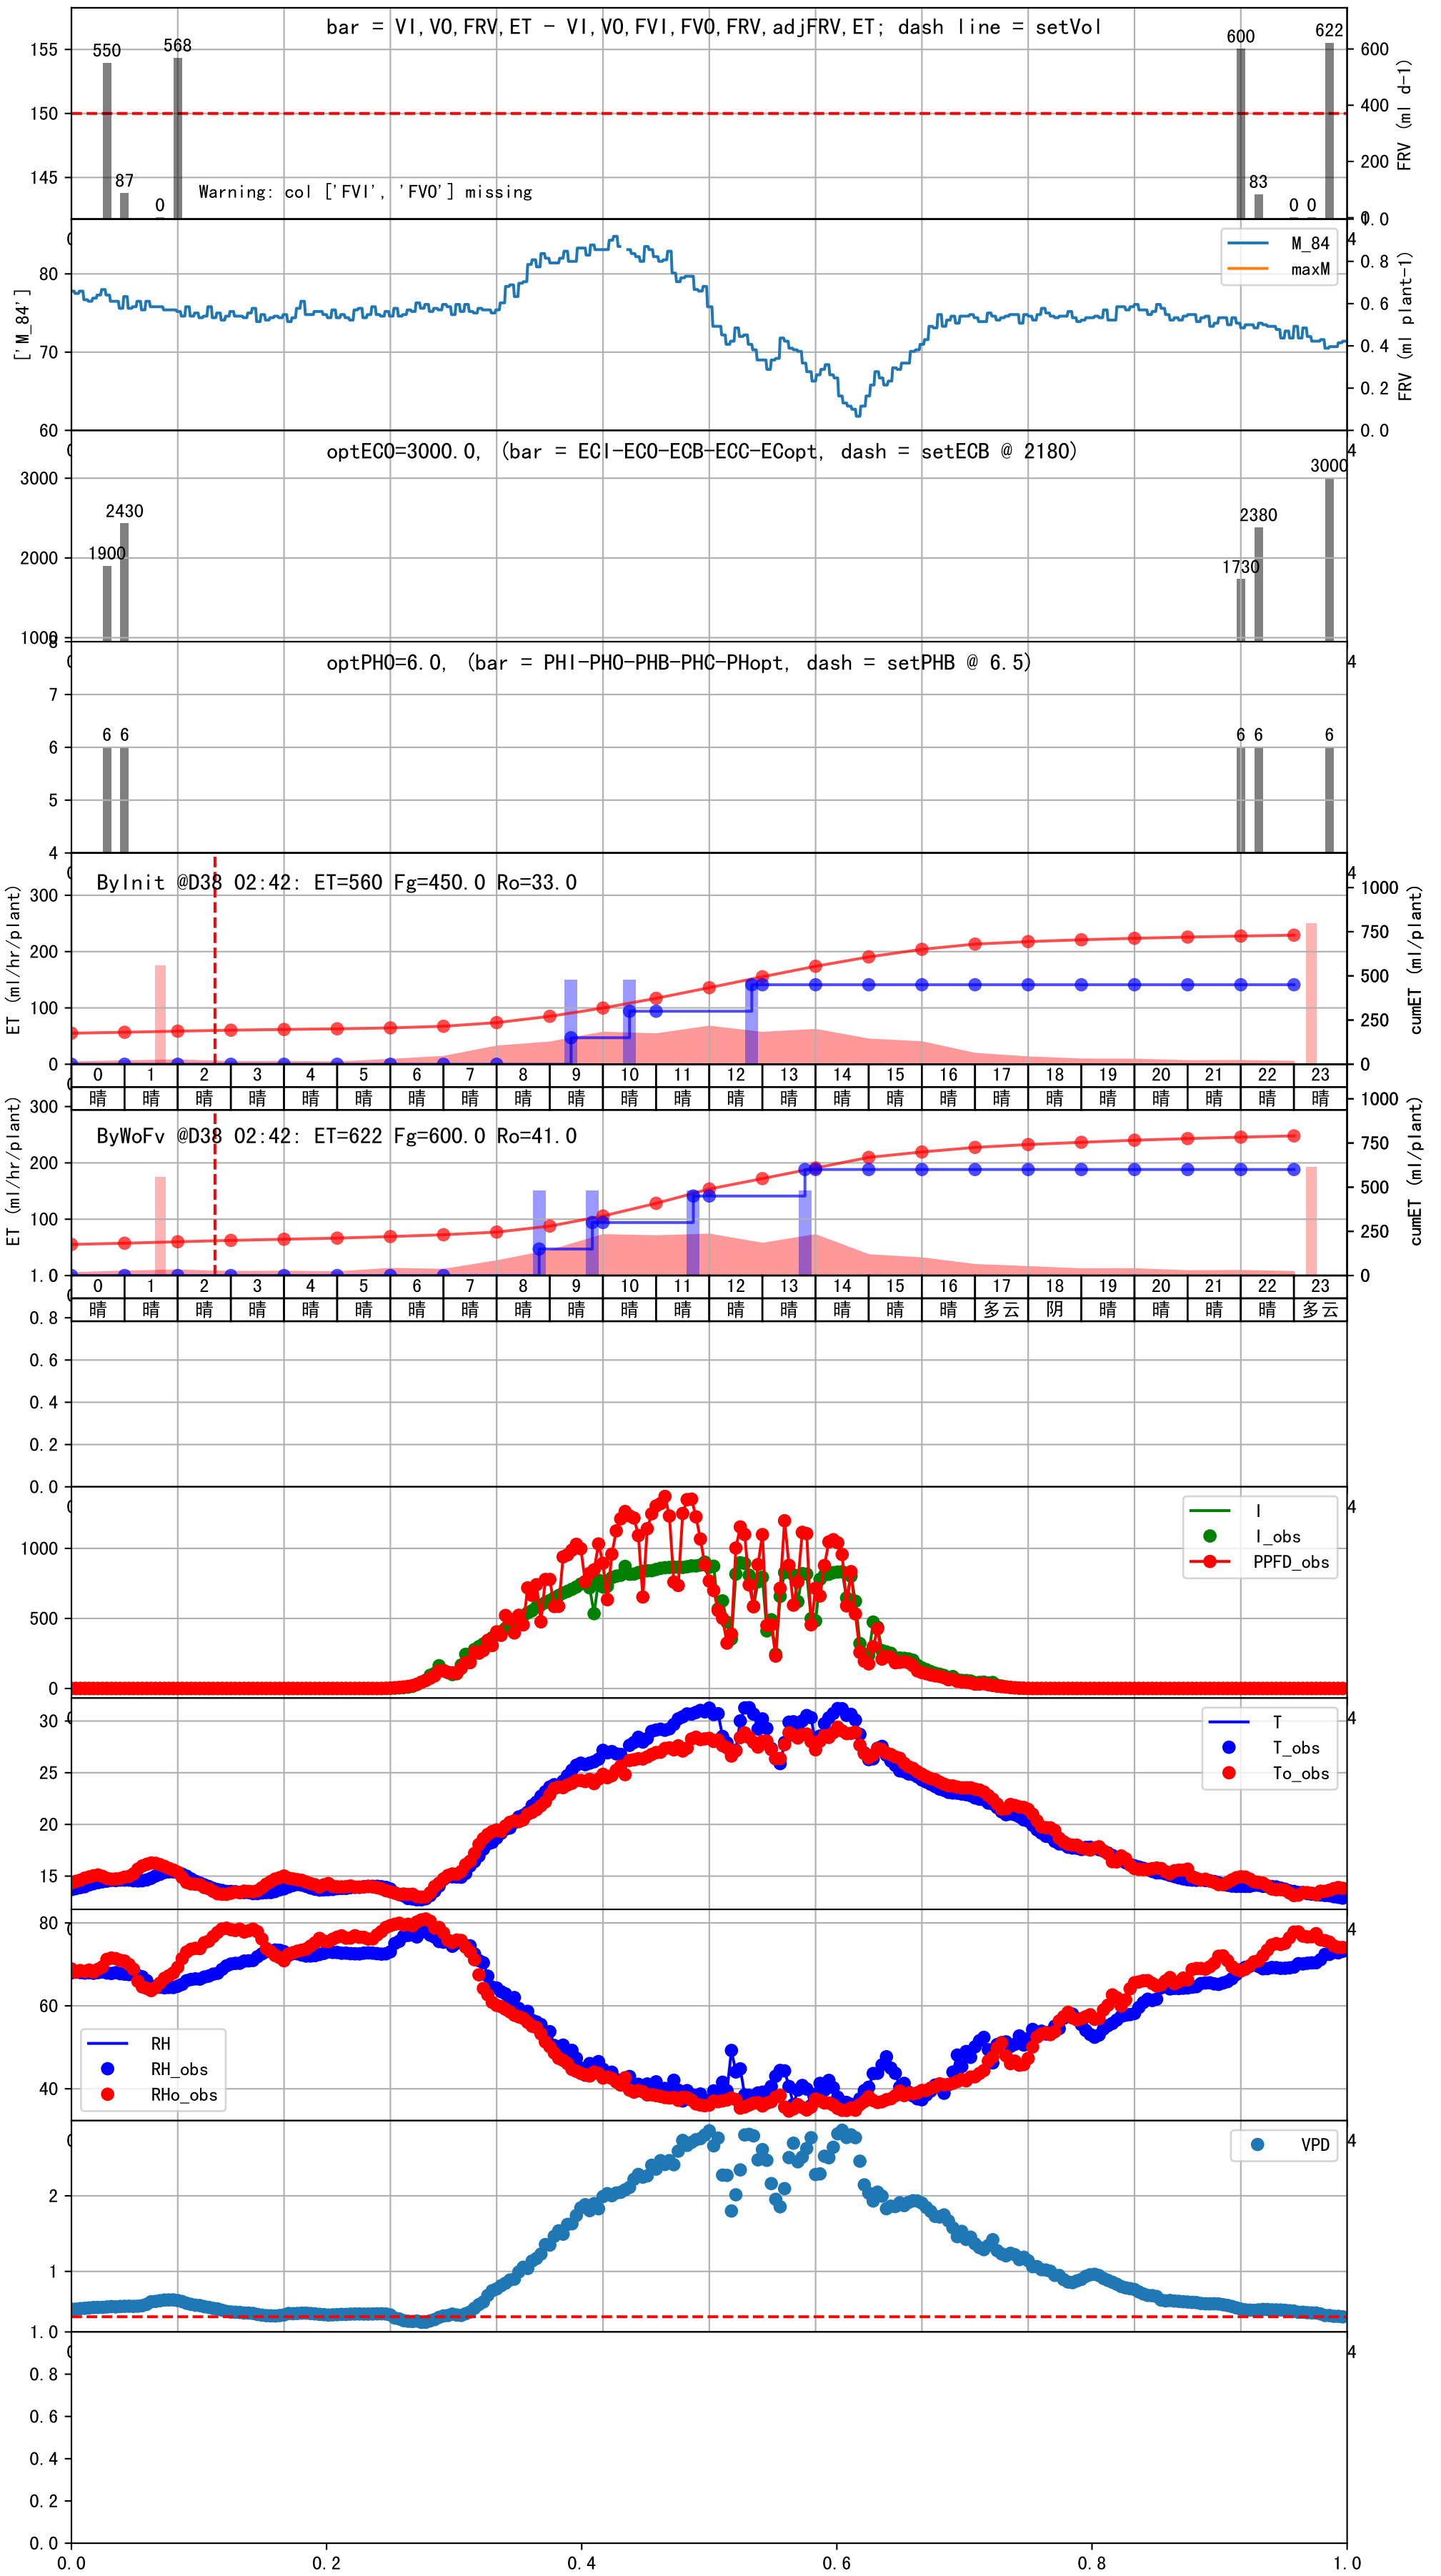 bar = VI,VO,FRV,ET - VI,VO,FVI,FVO,FRV,adjFRV,ET; dash line = setVol
155
150
145
550
87
0
568
600
83
0
0
622
Warning: col ['FVI', 'FVO'] missing
600
400
200
FRV (ml d-1)
['M_84']
80
70
60
M_84
maxM
0.8
0.6
0.4
0.2
0.0
FRV (ml plant-1)
optECO=3000.0, (bar = ECI-ECO-ECB-ECC-ECopt, dash = setECB @ 2180)
3000
2000
1000
1900
2430
1730
2380
3000
optPHO=6.0, (bar = PHI-PHO-PHB-PHC-PHopt, dash = setPHB @ 6.5)
8
7
6
5
4
6 6
6 6
6
ByInit @D38 02:42: ET=560 Fg=450.0 Ro=33.0
ET (ml/hr/plant)
300
200
100
0
1000
750
500
250
0
cumET (ml/plant)
0 1 2 3 4 5 6 7 8 9 10 11 12 13 14 15 16 17 18 19 20 21 22 23
晴 晴 晴 晴 晴 晴 晴 晴 晴 晴 晴 晴 晴 晴 晴 晴 晴 晴 晴 晴 晴 晴 晴 晴
ByWoFv @D38 02:42: ET=622 Fg=600.0 Ro=41.0
ET (ml/hr/plant)
300
200
100
1000
750
500
250
0
cumET (ml/plant)
0 1 2 3 4 5 6 7 8 9 10 11 12 13 14 15 16 17 18 19 20 21 22 23
晴 晴 晴 晴 晴 晴 晴 晴 晴 晴 晴 晴 晴 晴 晴 晴 晴 多云 阴 晴 晴 晴 晴 多云
1.0
0.8
0.6
0.4
0.2
0.0
1000
500
0
I
I_obs
PPFD_obs
30
25
20
15
T
T_obs
To_obs
80
60
40
RH
RH_obs
RHo_obs
2
1
VPD
1.0
0.8
0.6
0.4
0.2
0.0
0.0 0.2 0.4 0.6 0.8 1.0